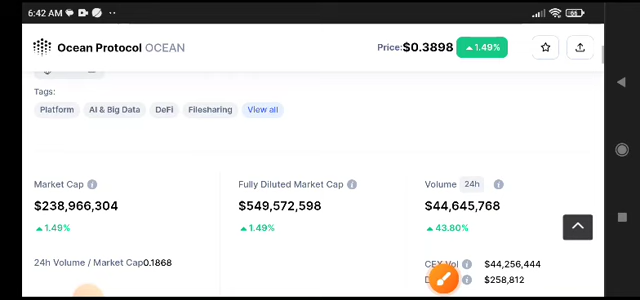 6:42 AM
Ocean Protocol OCEAN Price:$0.3898 1.49%
Tags:
Platform AI & Big Data DeFi Filesharing View all
Market Cap Fully Diluted Market Cap Volume 24h
$238,966,304 $549,572,598 $44,645,768
1.49% 1.49% 43.80%
24h Volume / Market Cap0.1868 CEX Vol $44,256,444
$258,812